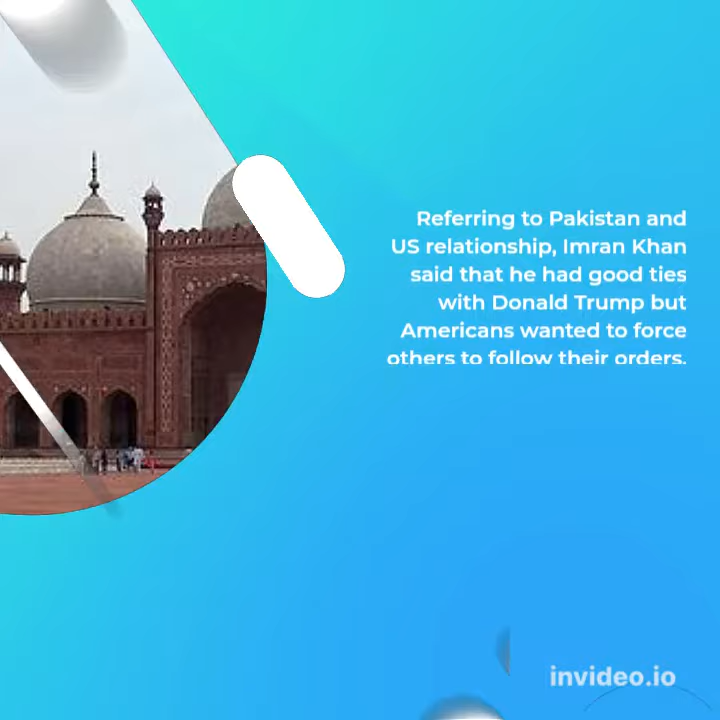 Referring to Pakistan and
US relationship, Imran Khan
said that he had good ties
with Donald Trump but
Americans wanted to force
others to follow their orders.
invideo.io